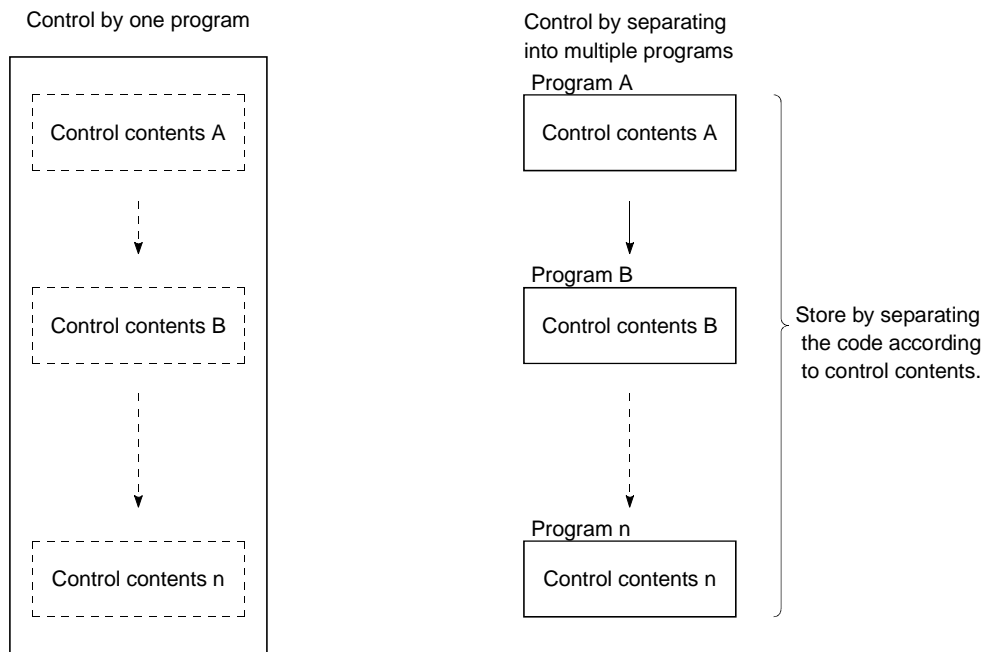 Control by one program
Control contents A
Control contents B
Control contents n
Control by separating
into multiple programs
Program A
Control contents A
Program B
Control contents B
Program n
Control contents n
Store by separating
the code according
to control contents.